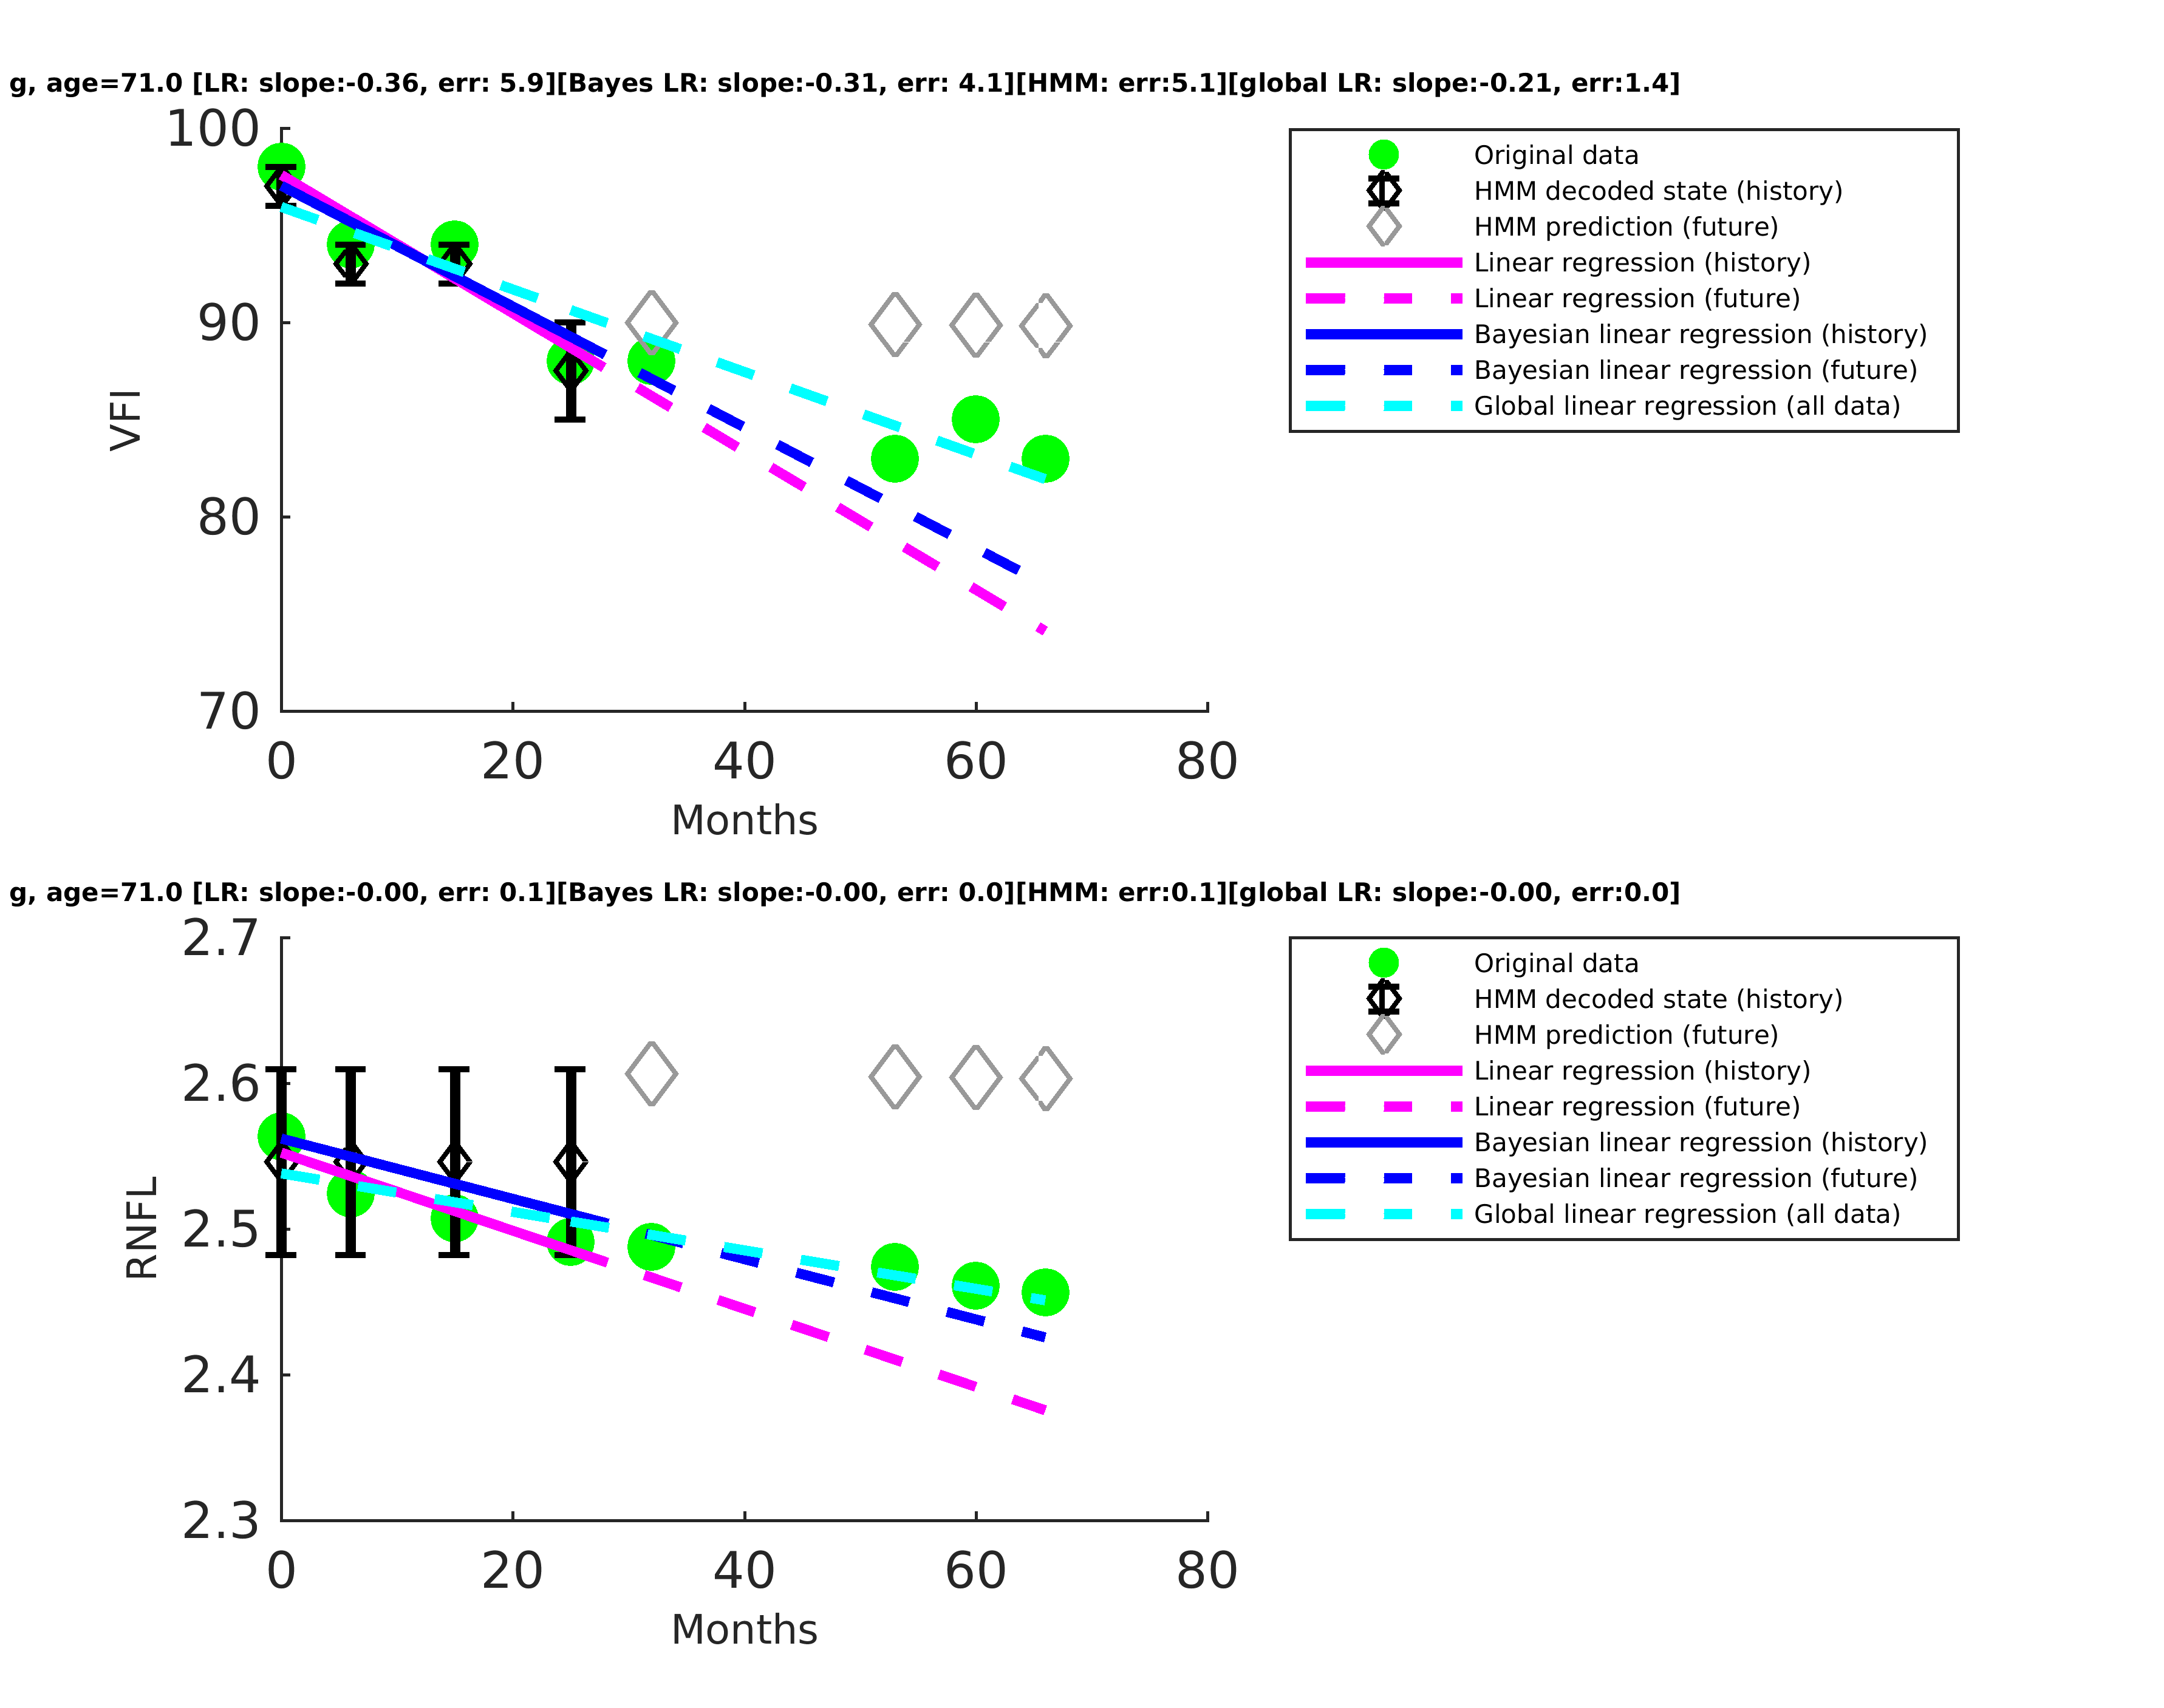 g, age=71.0 [LR: slope:-0.36, err: 5.9][Bayes LR: slope:-0.31, err: 4.1][HMM: err:5.1][global LR: slope:-0.21, err:1.4]
100
90
80
70
VFI
0 20 40 60 80
Months
Original data
HMM decoded state (history)
HMM prediction (future)
Linear regression (history)
Linear regression (future)
Bayesian linear regression (history)
Bayesian linear regression (future)
Global linear regression (all data)
g, age=71.0 [LR: slope:-0.00, err: 0.1][Bayes LR: slope:-0.00, err: 0.0][HMM: err:0.1][global LR: slope:-0.00, err:0.0]
2.7
2.6
2.5
2.4
2.3
RNFL
0 20 40 60 80
Months
Original data
HMM decoded state (history)
HMM prediction (future)
Linear regression (history)
Linear regression (future)
Bayesian linear regression (history)
Bayesian linear regression (future)
Global linear regression (all data)